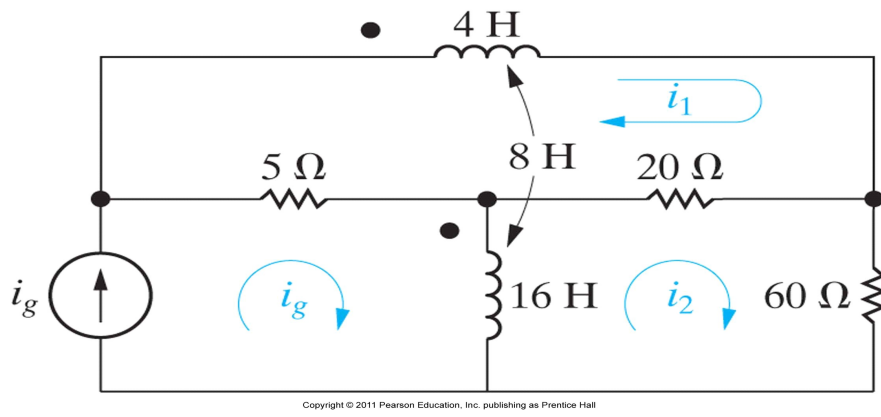 4 H
i1
8 H
5 Ω
20 Ω
ig
ig
16 H
i2
60 Ω
Copyright © 2011 Pearson Education, Inc. publishing as Prentice Hall